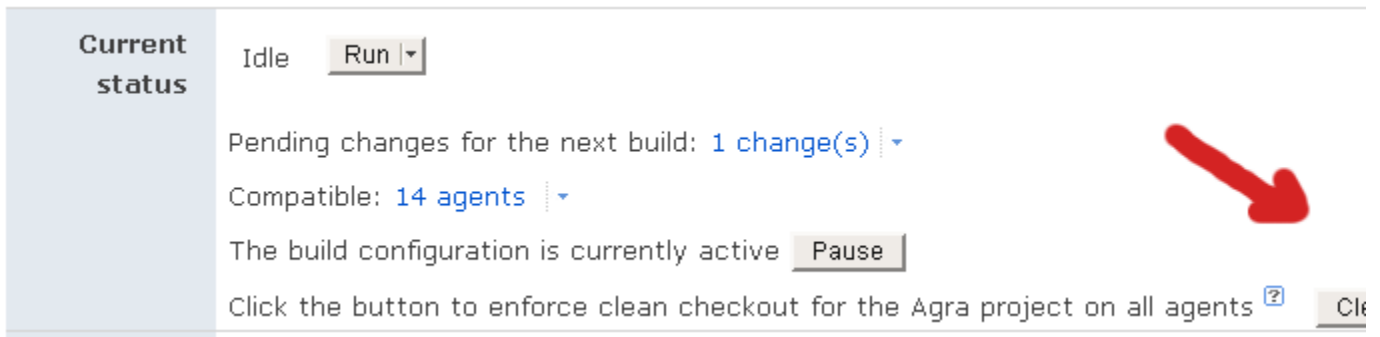 Current
status
Idle Run
Pending changes for the next build: 1 change(s)
Compatible: 14 agents
The build configuration is currently active Pause
Click the button to enforce clean checkout for the Agra project on all agents ?